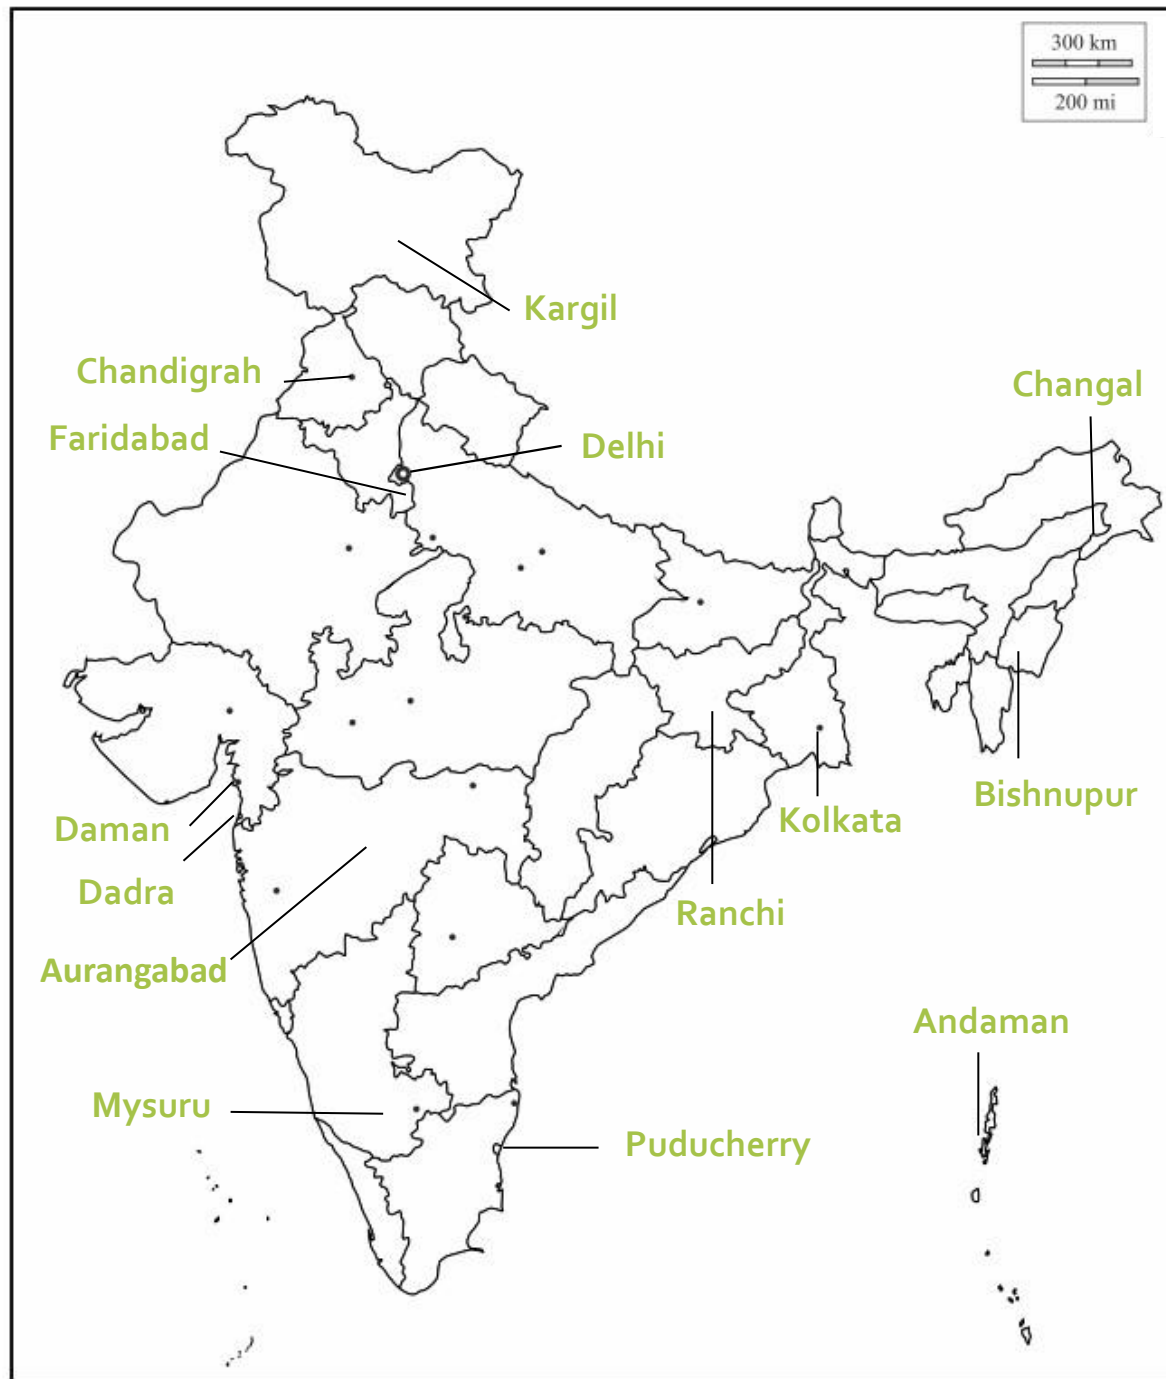 300 km
200 mi
Kargil
Chandigrah
Changal
Faridabad
Delhi
Bishnupur
Daman
Kolkata
Dadra
Ranchi
Aurangabad
Andaman
Mysuru
Puducherry